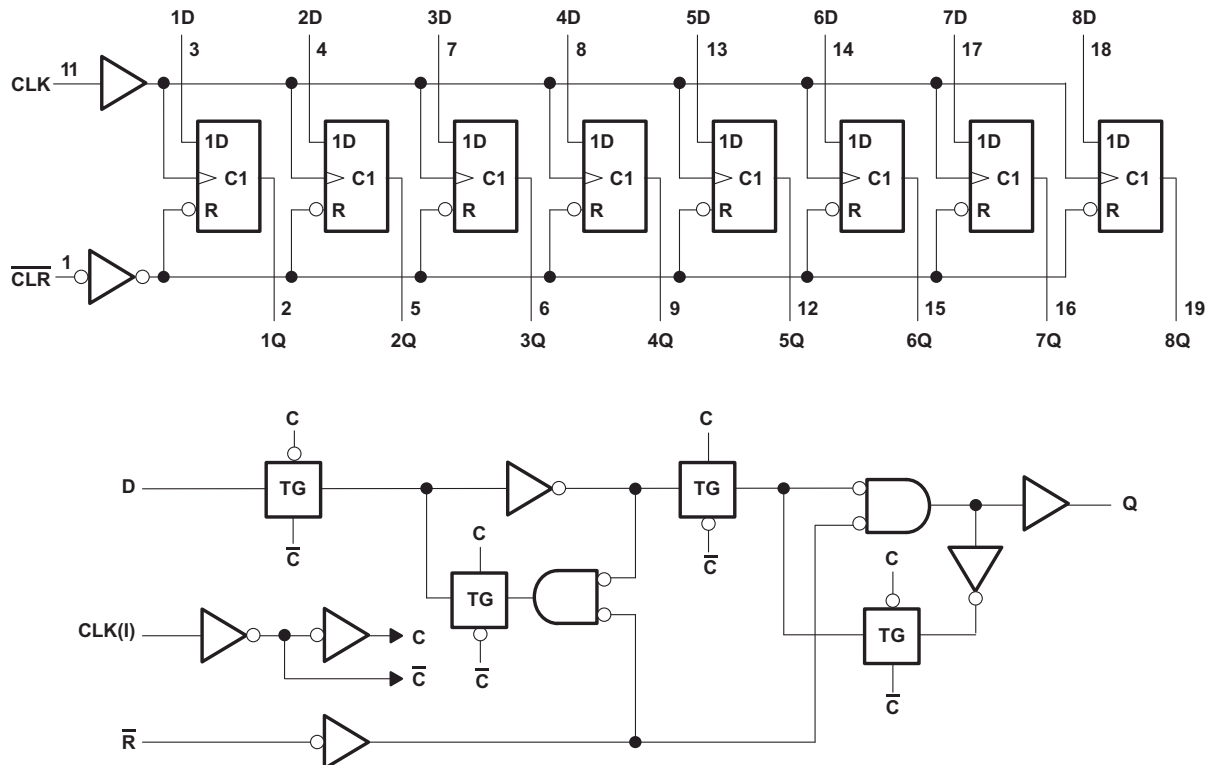 1D 2D 3D 4D 5D 6D 7D 8D
3 4 7 8 13 14 17 18
CLK 11
1D 1D 1D 1D 1D 1D 1D 1D
C1 C1 C1 C1 C1 C1 C1 C1
R R R R R R R R
C̅L̅R̅ 1
2 5 6 9 12 15 16 19
1Q 2Q 3Q 4Q 5Q 6Q 7Q 8Q
C C
D TG TG Q
C̅ C C̅ C
TG TG
CLK(I) C
C̅ C̅ C̅
R̅